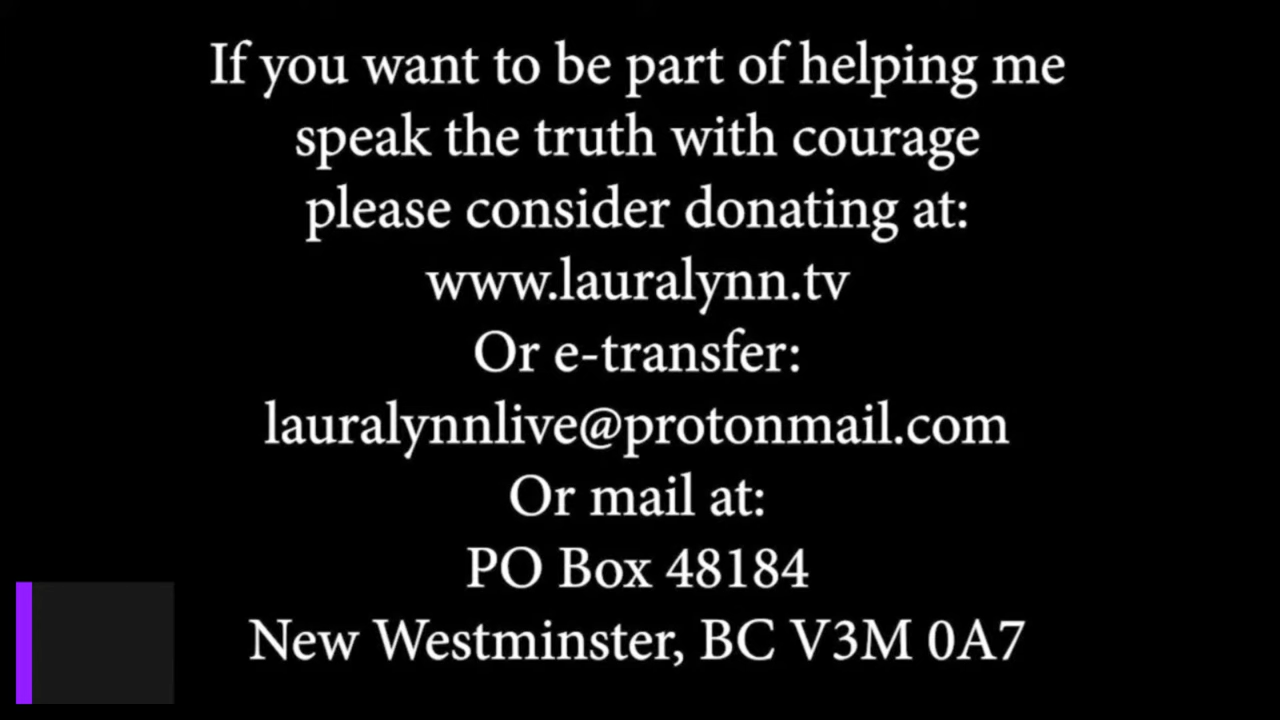 If you want to be part of helping me
speak the truth with courage
please consider donating at:
www.lauralynn.tv
Or e-transfer:
lauralynnlive@protonmail.com
Or mail at:
PO Box 48184
New Westminster, BC V3M 0A7